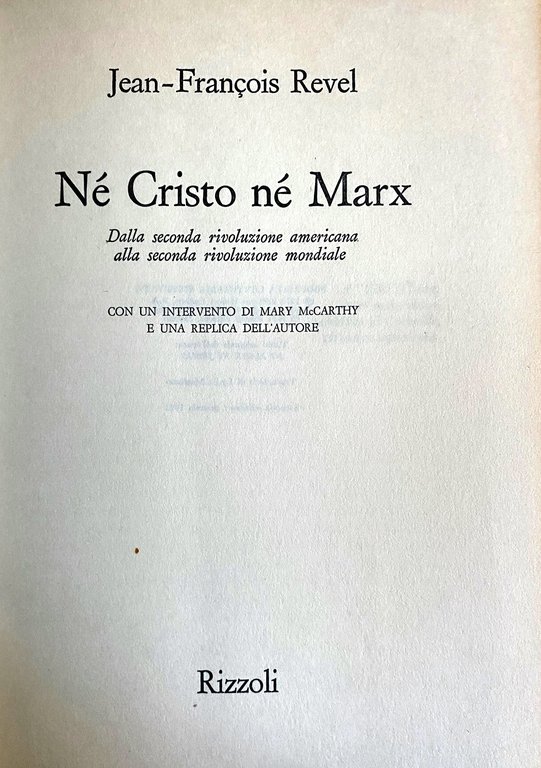 Jean-François Revel
Né Cristo né Marx
Dalla seconda rivoluzione americana
alla seconda rivoluzione mondiale
CON UN INTERVENTO DI MARY McCARTHY
E UNA REPLICA DELL'AUTORE
Rizzoli